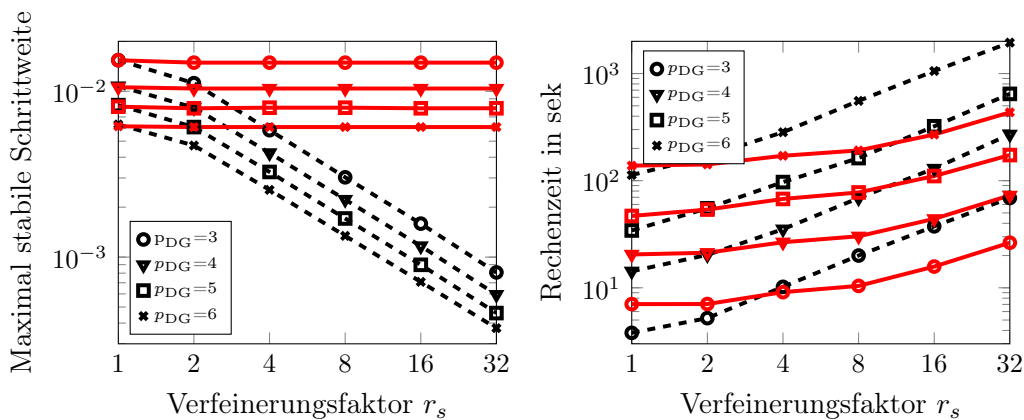 Maximal stabile Schrittweite
10⁻²
10⁻³
p_DG=3
p_DG=4
p_DG=5
p_DG=6
1 2 4 8 16 32
Verfeinerungsfaktor r_s
Rechenzeit in sek
10³
10²
10¹
p_DG=3
p_DG=4
p_DG=5
p_DG=6
1 2 4 8 16 32
Verfeinerungsfaktor r_s